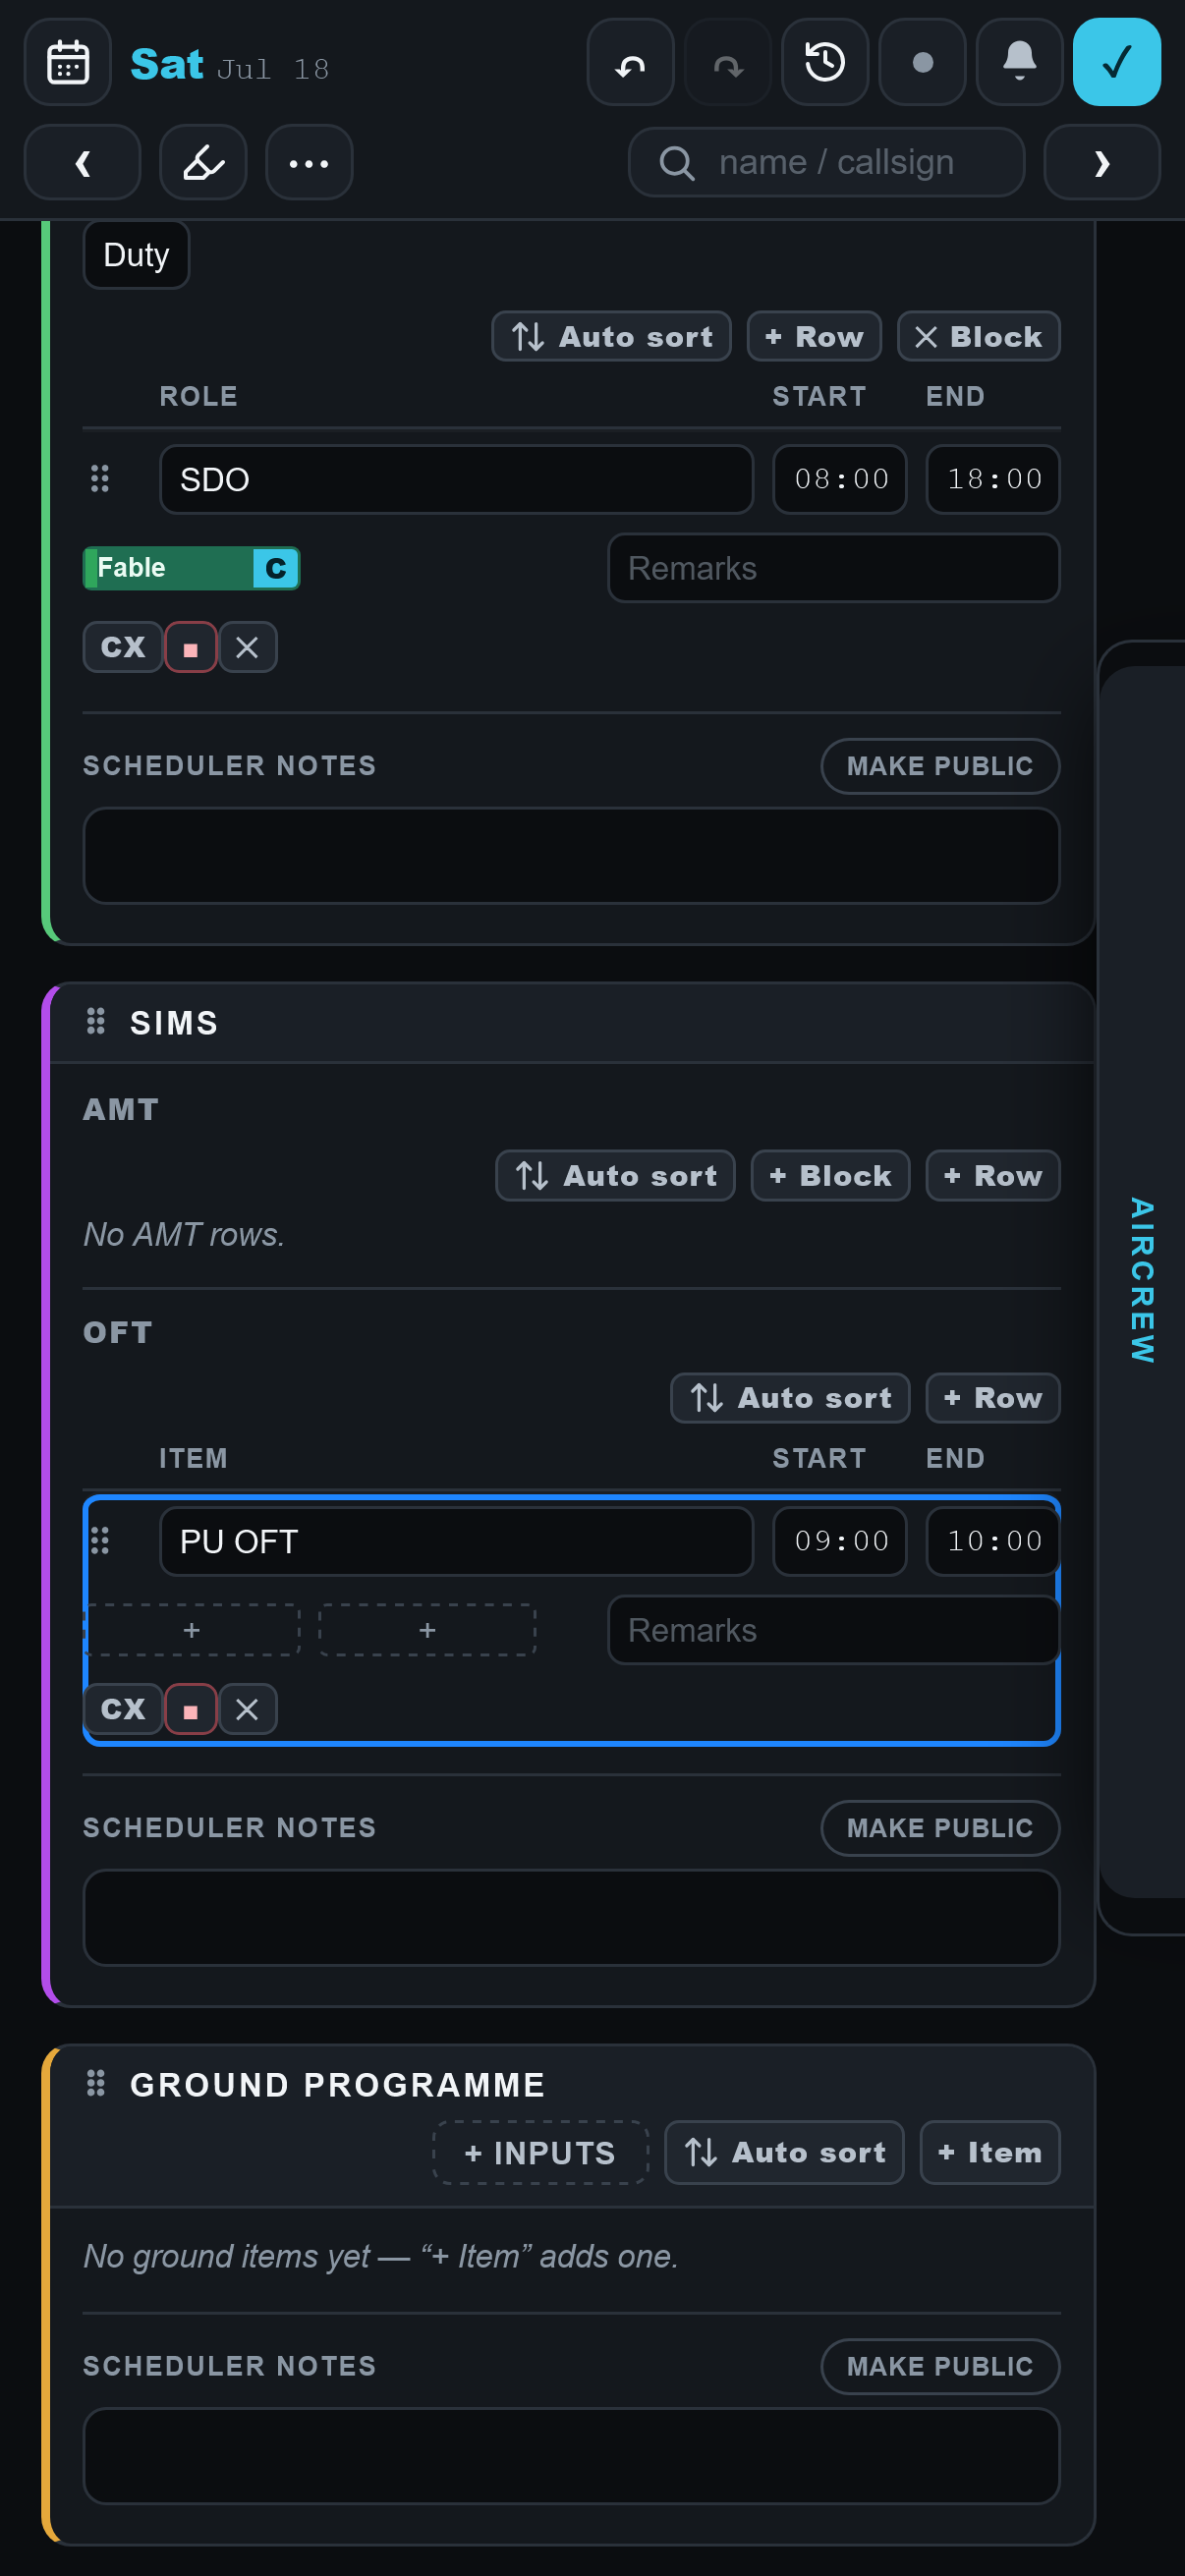 Sat Jul 18
name / callsign
Duty
Auto sort + Row × Block
ROLE START END
SDO 08:00 18:00
Fable C Remarks
CX
SCHEDULER NOTES MAKE PUBLIC
SIMS
AMT
Auto sort + Block + Row
No AMT rows.
AIRCREW
OFT
Auto sort + Row
ITEM START END
PU OFT 09:00 10:00
+ + Remarks
CX
SCHEDULER NOTES MAKE PUBLIC
GROUND PROGRAMME
+ INPUTS Auto sort + Item
No ground items yet — “+ Item” adds one.
SCHEDULER NOTES MAKE PUBLIC